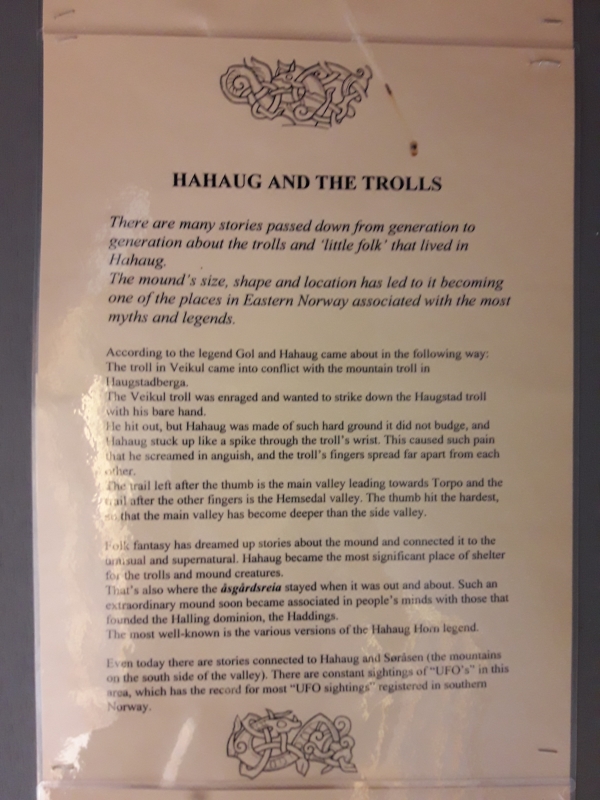 HAHAUG AND THE TROLLS
There are many stories passed down from generation to
generation about the trolls and 'little folk' that lived in
Hahaug.
The mound's size, shape and location has led to it becoming
one of the places in Eastern Norway associated with the most
myths and legends.
According to the legend Gol and Hahaug came about in the following way:
The troll in Veikul came into conflict with the mountain troll in
Haugstadberga.
The Veikul troll was enraged and wanted to strike down the Haugstad troll
with his bare hand.
He hit out, but Hahaug was made of such hard ground it did not budge, and
Hahaug stuck up like a spike through the troll's wrist. This caused such pain
that he screamed in anguish, and the troll's fingers spread far apart from each
other.
The trail left after the thumb is the main valley leading towards Torpo and the
trail after the other fingers is the Hemsedal valley. The thumb hit the hardest,
so that the main valley has become deeper than the side valley.
Folk fantasy has dreamed up stories about the mound and connected it to the
unusual and supernatural. Hahaug became the most significant place of shelter
for the trolls and mound creatures.
That's also where the åsgårdsreia stayed when it was out and about. Such an
extraordinary mound soon became associated in people's minds with those that
founded the Halling dominion, the Haddings.
The most well-known is the various versions of the Hahaug Horn legend.
Even today there are stories connected to Hahaug and Søråsen (the mountains
on the south side of the valley). There are constant sightings of "UFO's" in this
area, which has the record for most "UFO sightings" registered in southern
Norway.